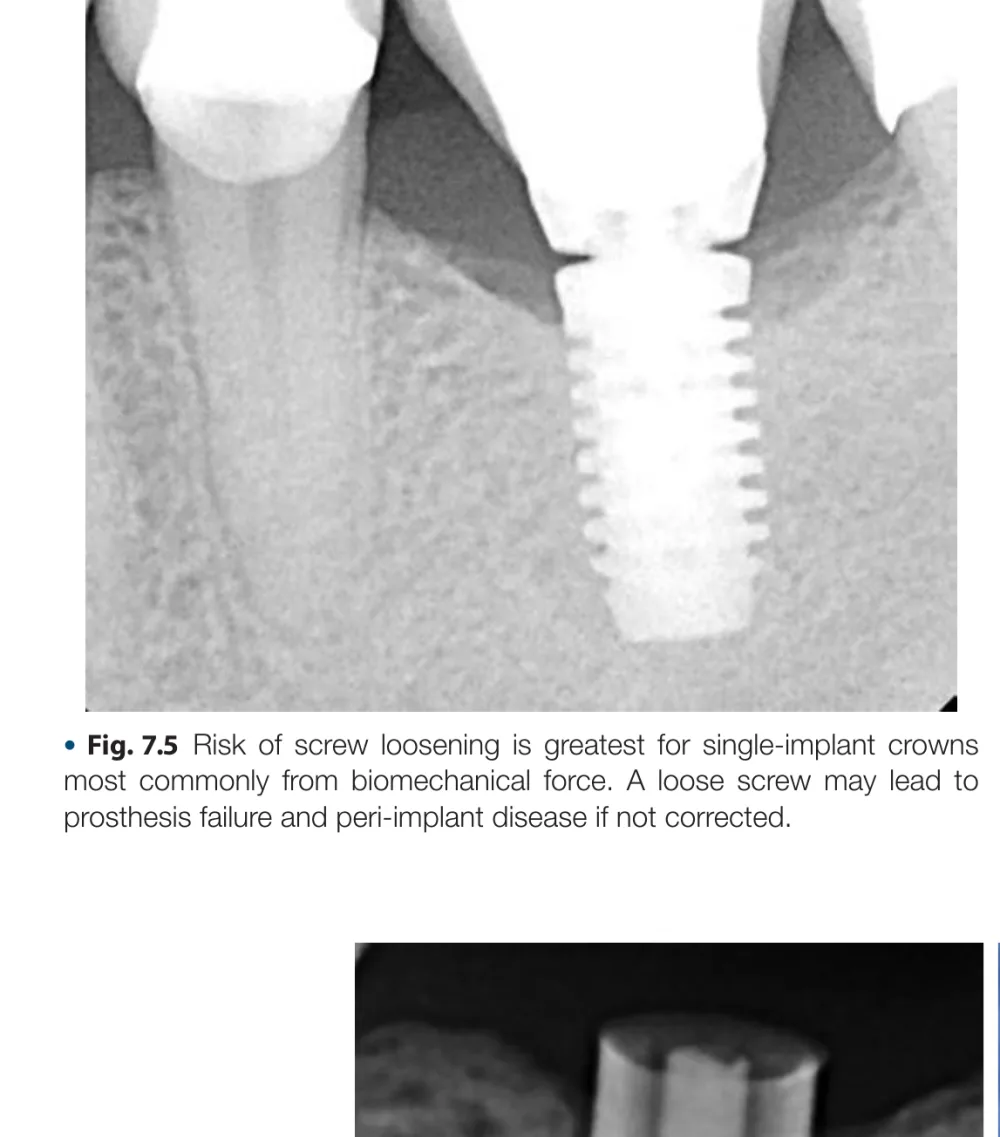 • Fig. 7.5 Risk of screw loosening is greatest for single-implant crowns
most commonly from biomechanical force. A loose screw may lead to
prosthesis failure and peri-implant disease if not corrected.